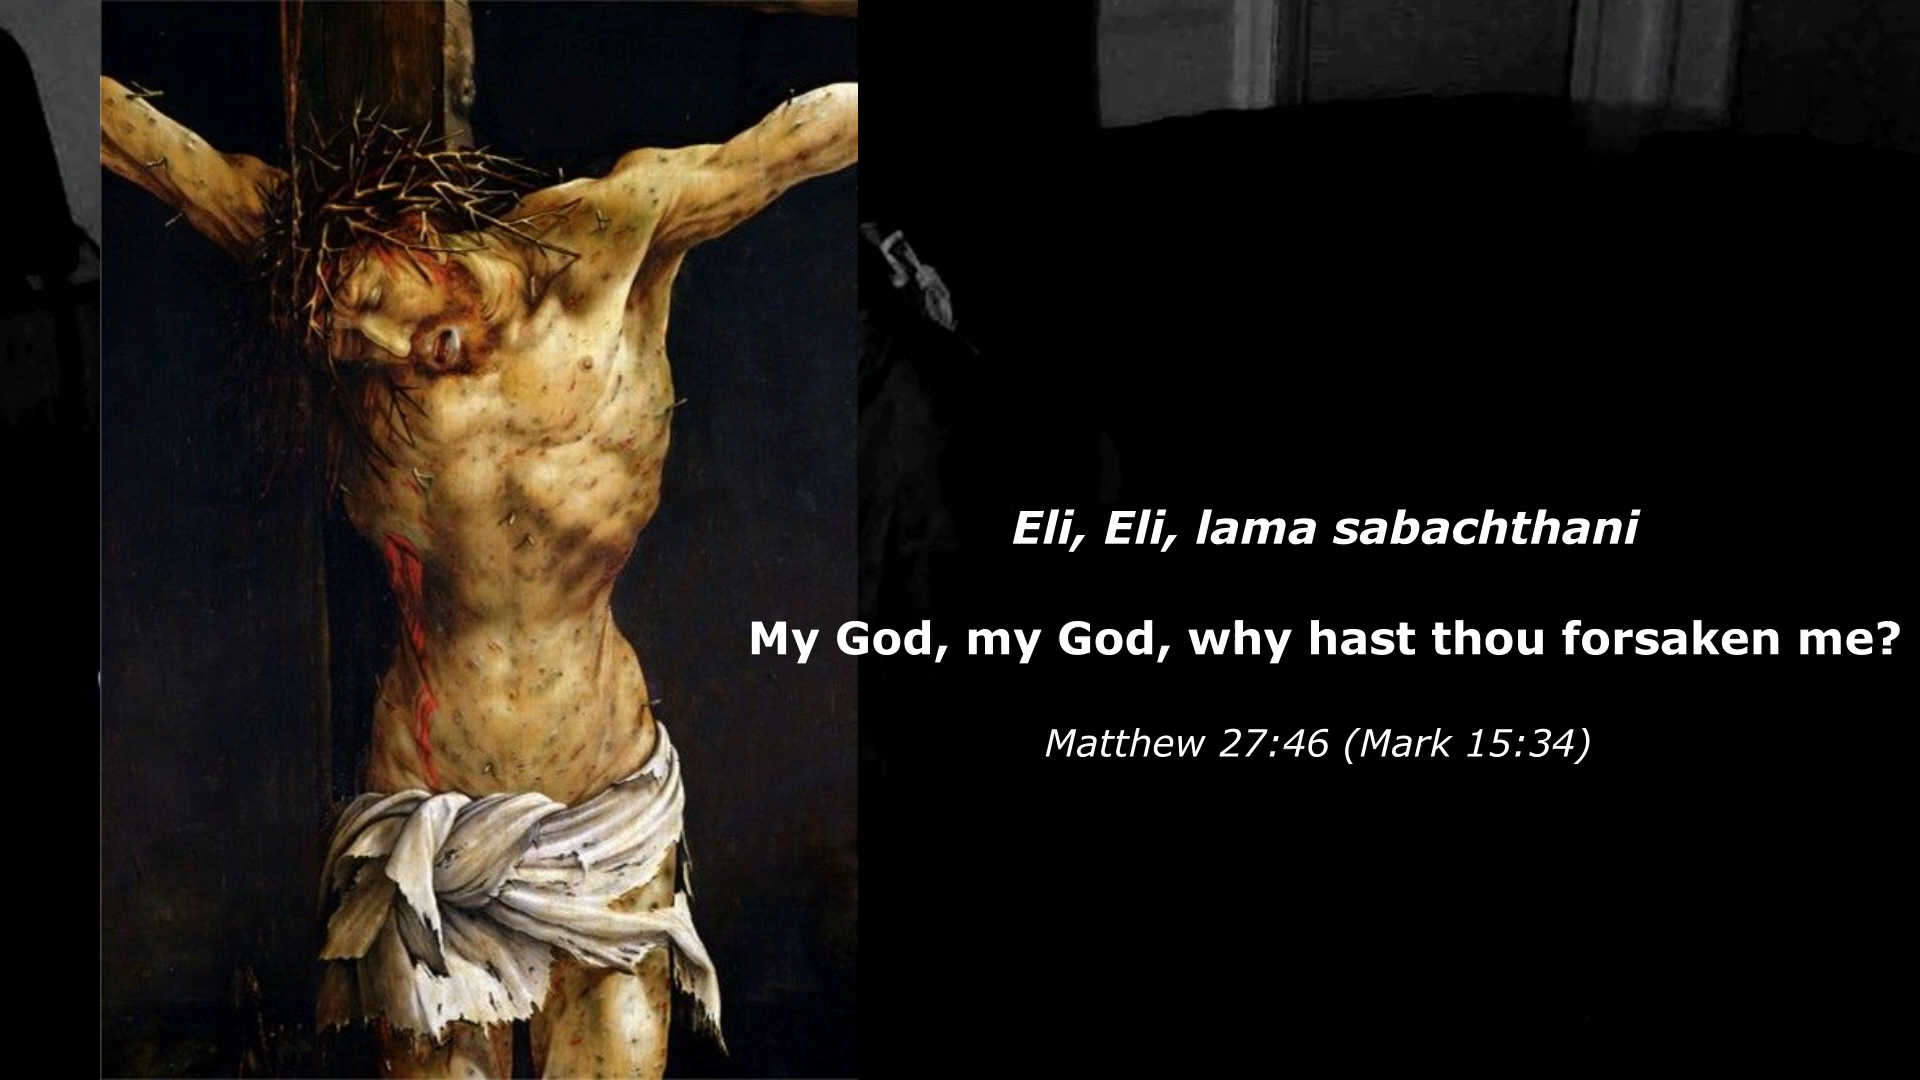 Eli, Eli, lama sabachthani
My God, my God, why hast thou forsaken me?
Matthew 27:46 (Mark 15:34)